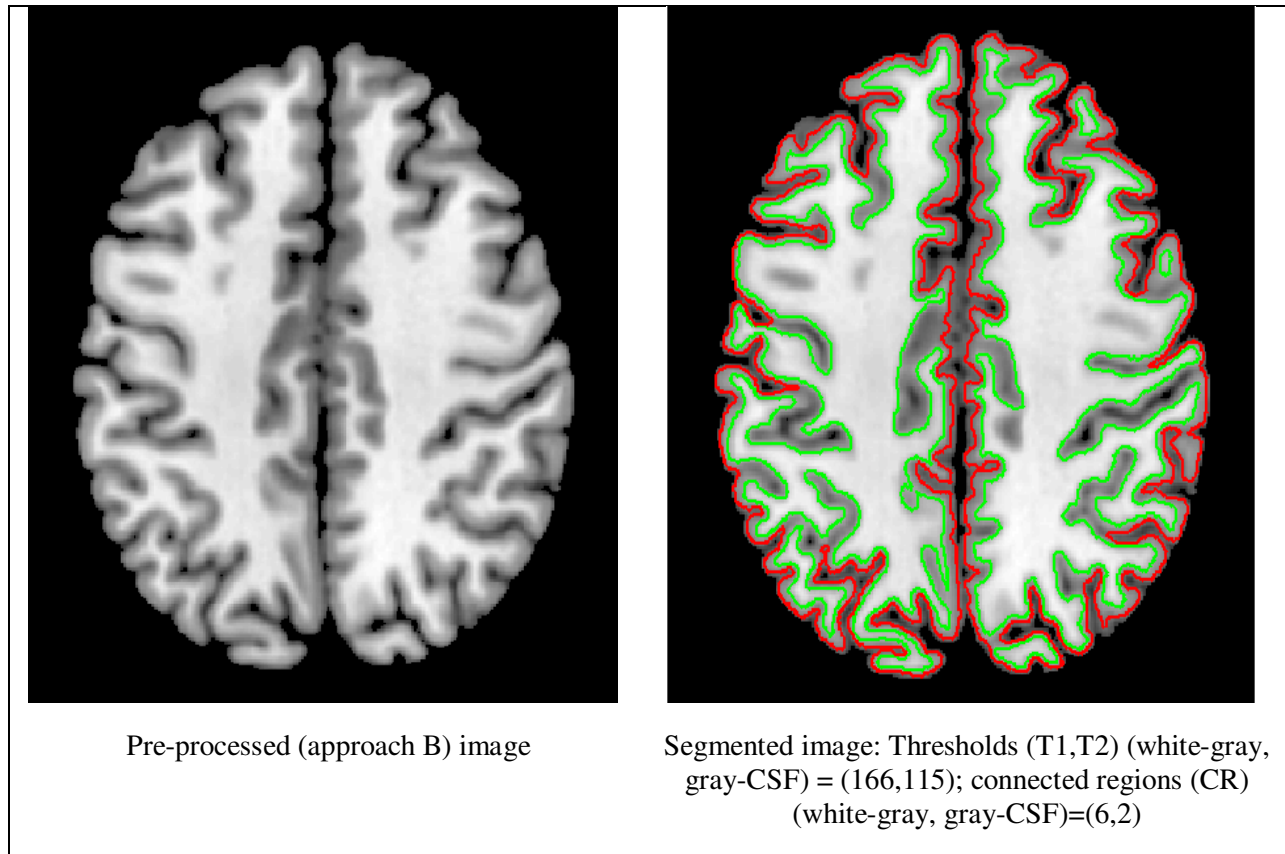 Pre-processed (approach B) image
Segmented image: Thresholds (T1,T2) (white-gray,
gray-CSF) = (166,115); connected regions (CR)
(white-gray, gray-CSF)=(6,2)